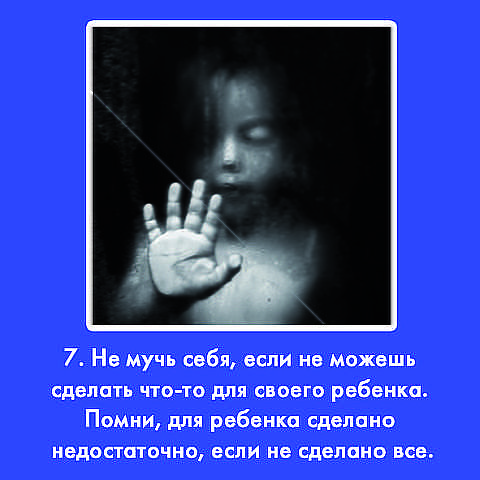 7. Не мучь себя, если не можешь
сделать что-то для своего ребенка.
Помни, для ребенка сделано
недостаточно, если не сделано все.